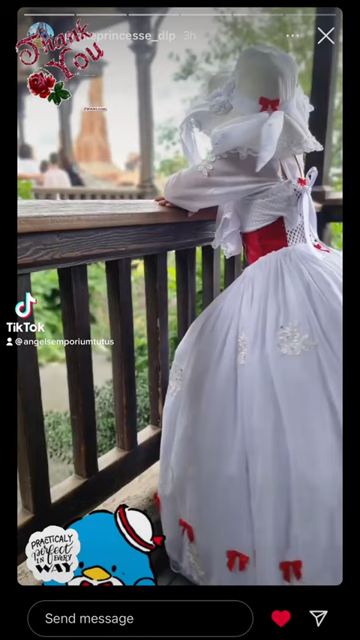 Thank
You
princesse_dlp 3h
TikTok
@angelsemporiumtutus
PRACTICALLY
perfect
IN EVERY
WAY
Send message